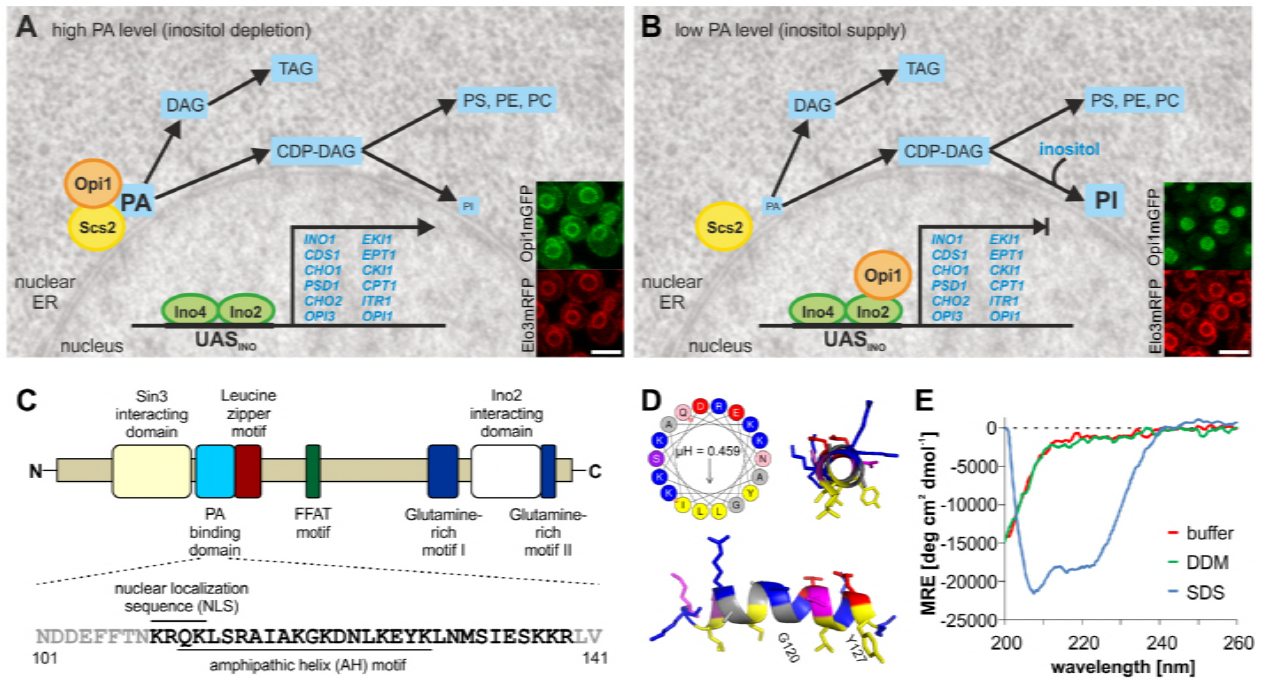 A high PA level (inositol depletion)
TAG
DAG
PS, PE, PC
CDP-DAG
Opi1
PA
Scs2
PI
INO1 EKI1
CDS1 EPT1
CHO1 CKI1
PSD1 CPT1
CHO2 ITR1
OPI3 OPI1
nuclear
ER
Ino4 Ino2
UAS_INO
nucleus
Opi1mGFP
Elo3mRFP
B low PA level (inositol supply)
TAG
DAG
PS, PE, PC
CDP-DAG
inositol
PA
PI
Scs2
Opi1
INO1 EKI1
CDS1 EPT1
CHO1 CKI1
PSD1 CPT1
CHO2 ITR1
OPI3 OPI1
nuclear
ER
Ino4 Ino2
UAS_INO
nucleus
Opi1mGFP
Elo3mRFP
C
Sin3
interacting
domain
Leucine
zipper
motif
Ino2
interacting
domain
N
C
PA
binding
domain
FFAT
motif
Glutamine-
rich
motif I
Glutamine-
rich
motif II
nuclear localization
sequence (NLS)
NDDEFFTNKRQKLSRAIAKGKDNLKEYKLNMSIESKKRLV
101
141
amphipathic helix (AH) motif
D
Q D R E
A K
K K
S N
K A
K Y
I L L G
μH = 0.459
G120
Y127
E
MRE [deg cm² dmol⁻¹]
0
-5000
-10000
-15000
-20000
-25000
buffer
DDM
SDS
200 220 240 260
wavelength [nm]